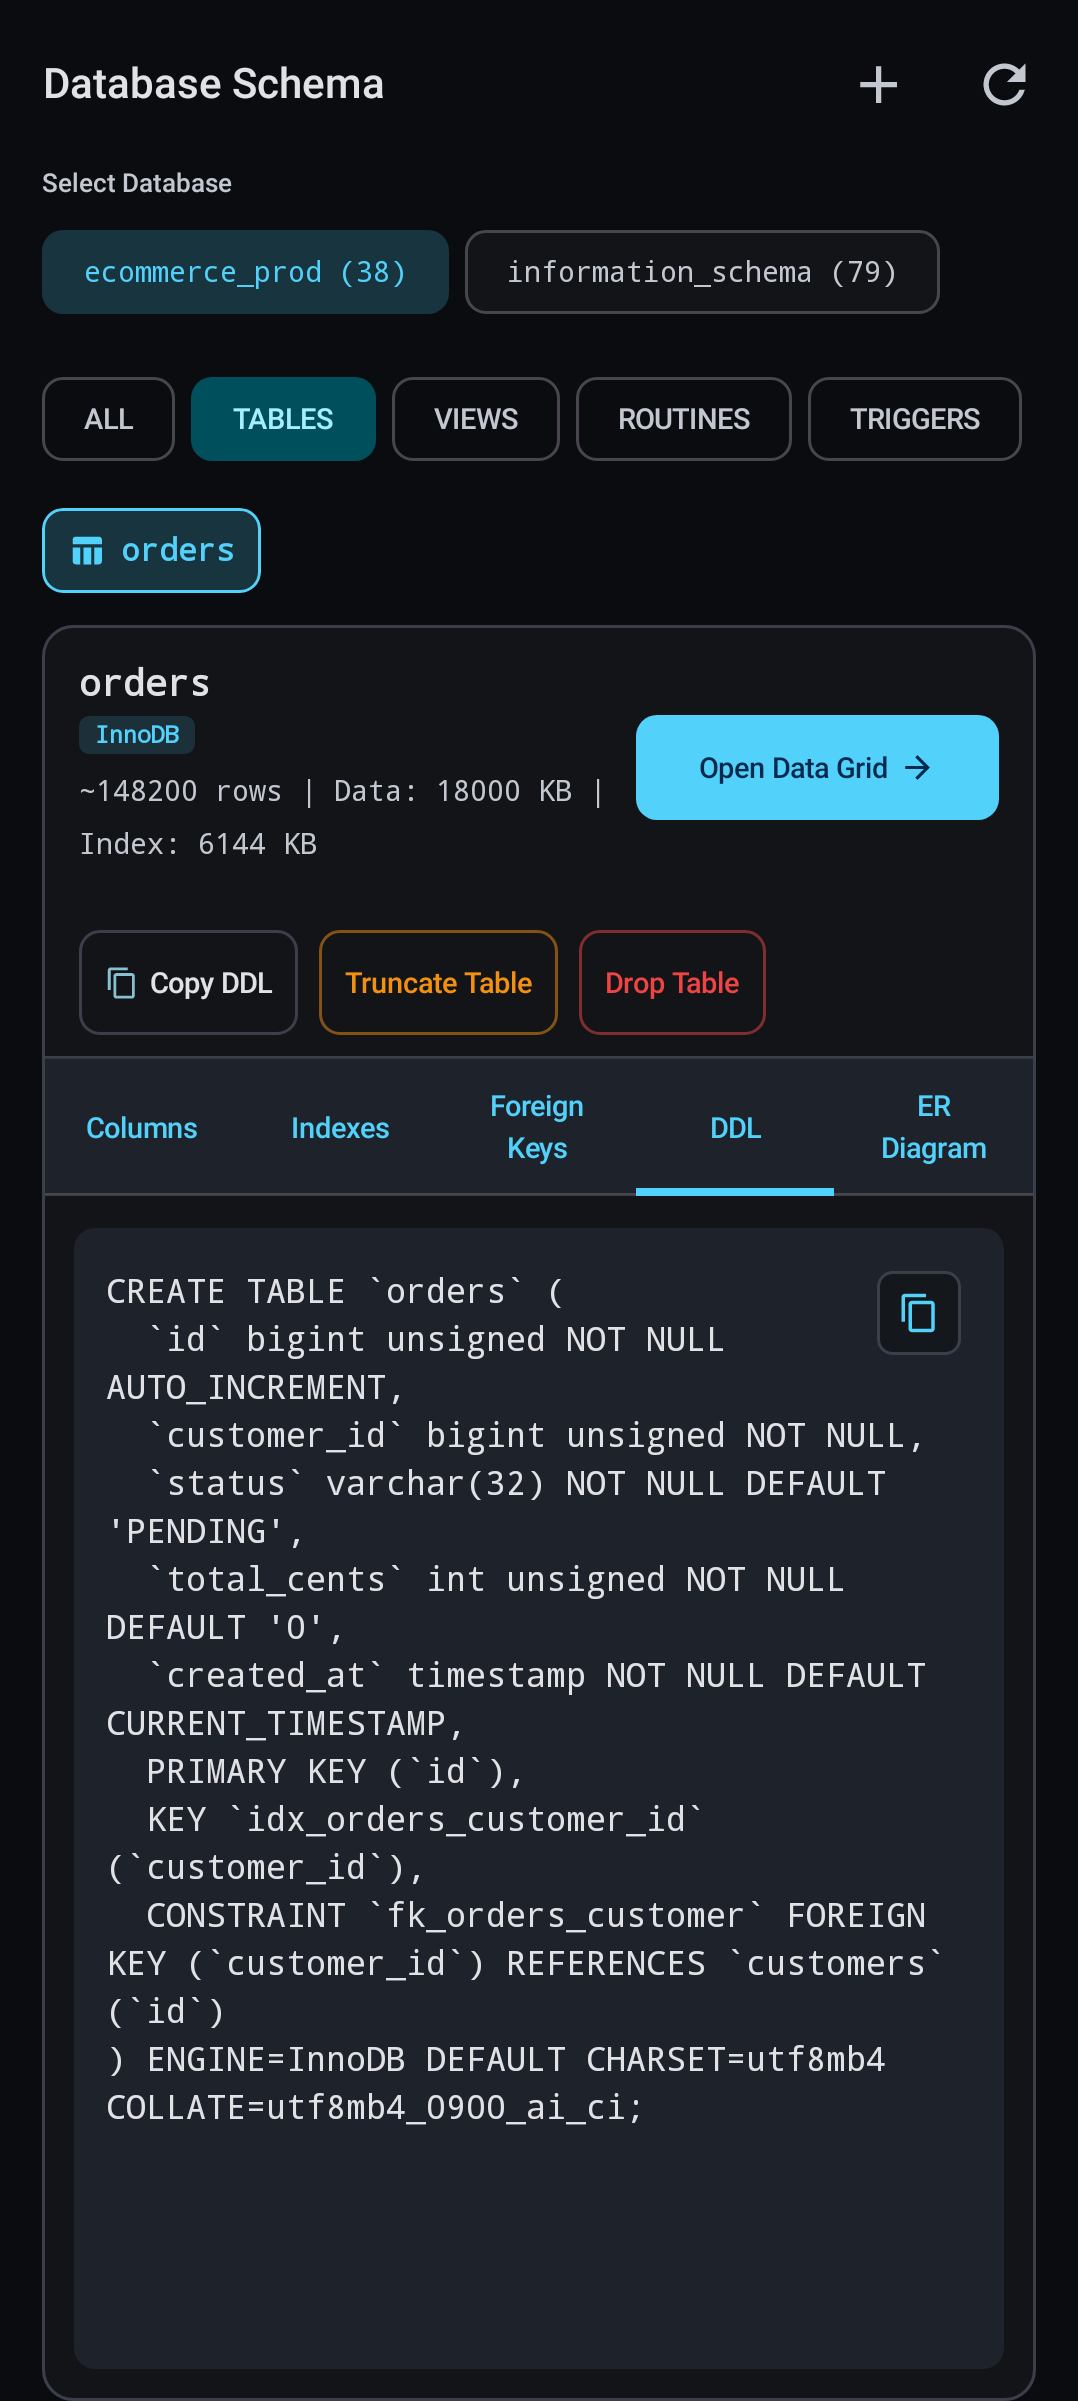 Database Schema
Select Database
ecommerce_prod (38)
information_schema (79)
ALL
TABLES
VIEWS
ROUTINES
TRIGGERS
orders
orders
InnoDB
~148200 rows | Data: 18000 KB |
Index: 6144 KB
Open Data Grid →
Copy DDL
Truncate Table
Drop Table
Columns
Indexes
Foreign
Keys
DDL
ER
Diagram
CREATE TABLE `orders` (
  `id` bigint unsigned NOT NULL
AUTO_INCREMENT,
  `customer_id` bigint unsigned NOT NULL,
  `status` varchar(32) NOT NULL DEFAULT
'PENDING',
  `total_cents` int unsigned NOT NULL
DEFAULT '0',
  `created_at` timestamp NOT NULL DEFAULT
CURRENT_TIMESTAMP,
  PRIMARY KEY (`id`),
  KEY `idx_orders_customer_id`
(`customer_id`),
  CONSTRAINT `fk_orders_customer` FOREIGN
KEY (`customer_id`) REFERENCES `customers`
(`id`)
) ENGINE=InnoDB DEFAULT CHARSET=utf8mb4
COLLATE=utf8mb4_0900_ai_ci;